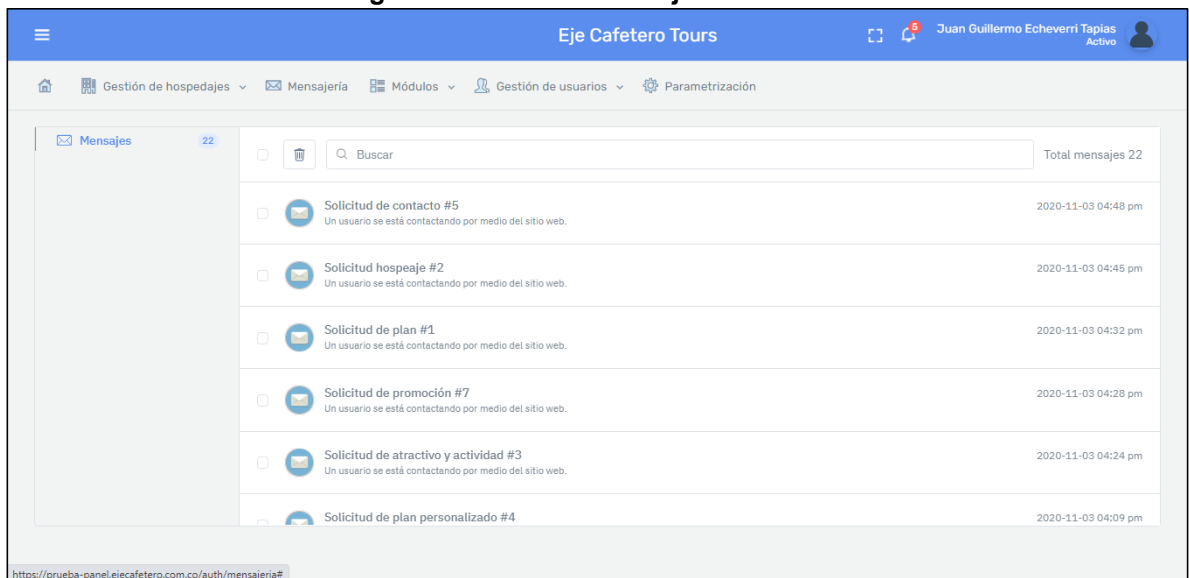 Eje Cafetero Tours
5
Juan Guillermo Echeverri Tapias
Activo
Gestión de hospedajes
Mensajería
Módulos
Gestión de usuarios
Parametrización
Mensajes 22
Buscar
Total mensajes 22
Solicitud de contacto #5
2020-11-03 04:48 pm
Un usuario se está contactando por medio del sitio web.
Solicitud hospeaje #2
2020-11-03 04:45 pm
Un usuario se está contactando por medio del sitio web.
Solicitud de plan #1
2020-11-03 04:32 pm
Un usuario se está contactando por medio del sitio web.
Solicitud de promoción #7
2020-11-03 04:28 pm
Un usuario se está contactando por medio del sitio web.
Solicitud de atractivo y actividad #3
2020-11-03 04:24 pm
Un usuario se está contactando por medio del sitio web.
Solicitud de plan personalizado #4
2020-11-03 04:09 pm
https://prueba-panel.ejecafetero.com.co/auth/mensajeria#